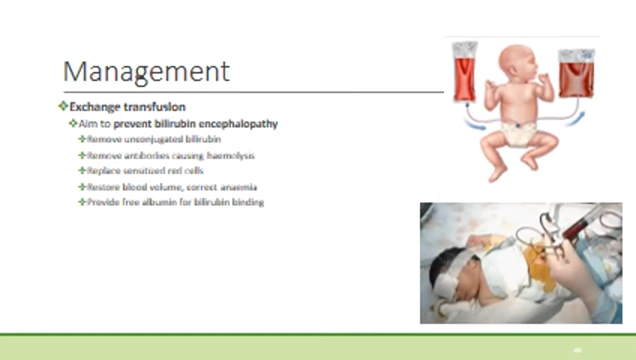 Management
Exchange transfusion
Aim to prevent bilirubin encephalopathy
Remove unconjugated bilirubin
Remove antibodies causing haemolysis
Replace sensitized red cells
Restore blood volume, correct anaemia
Provide free albumin for bilirubin binding